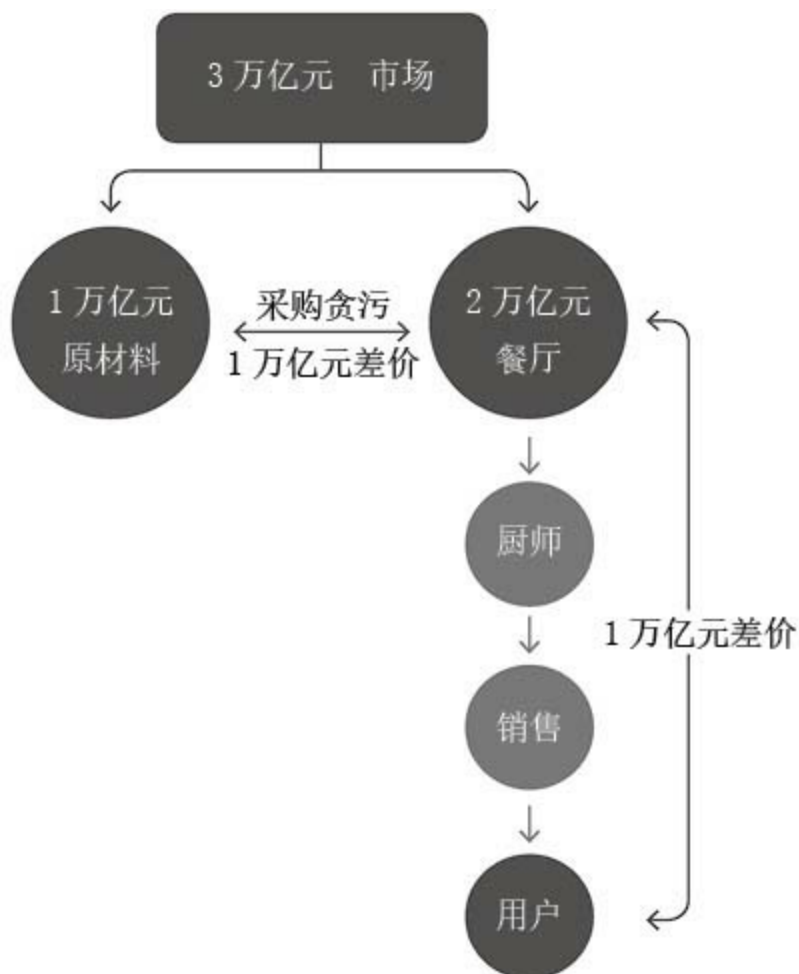 3 万亿元 市场
1 万亿元
原材料
采购贪污
1 万亿元差价
2 万亿元
餐厅
厨师
销售
1 万亿元差价
用户